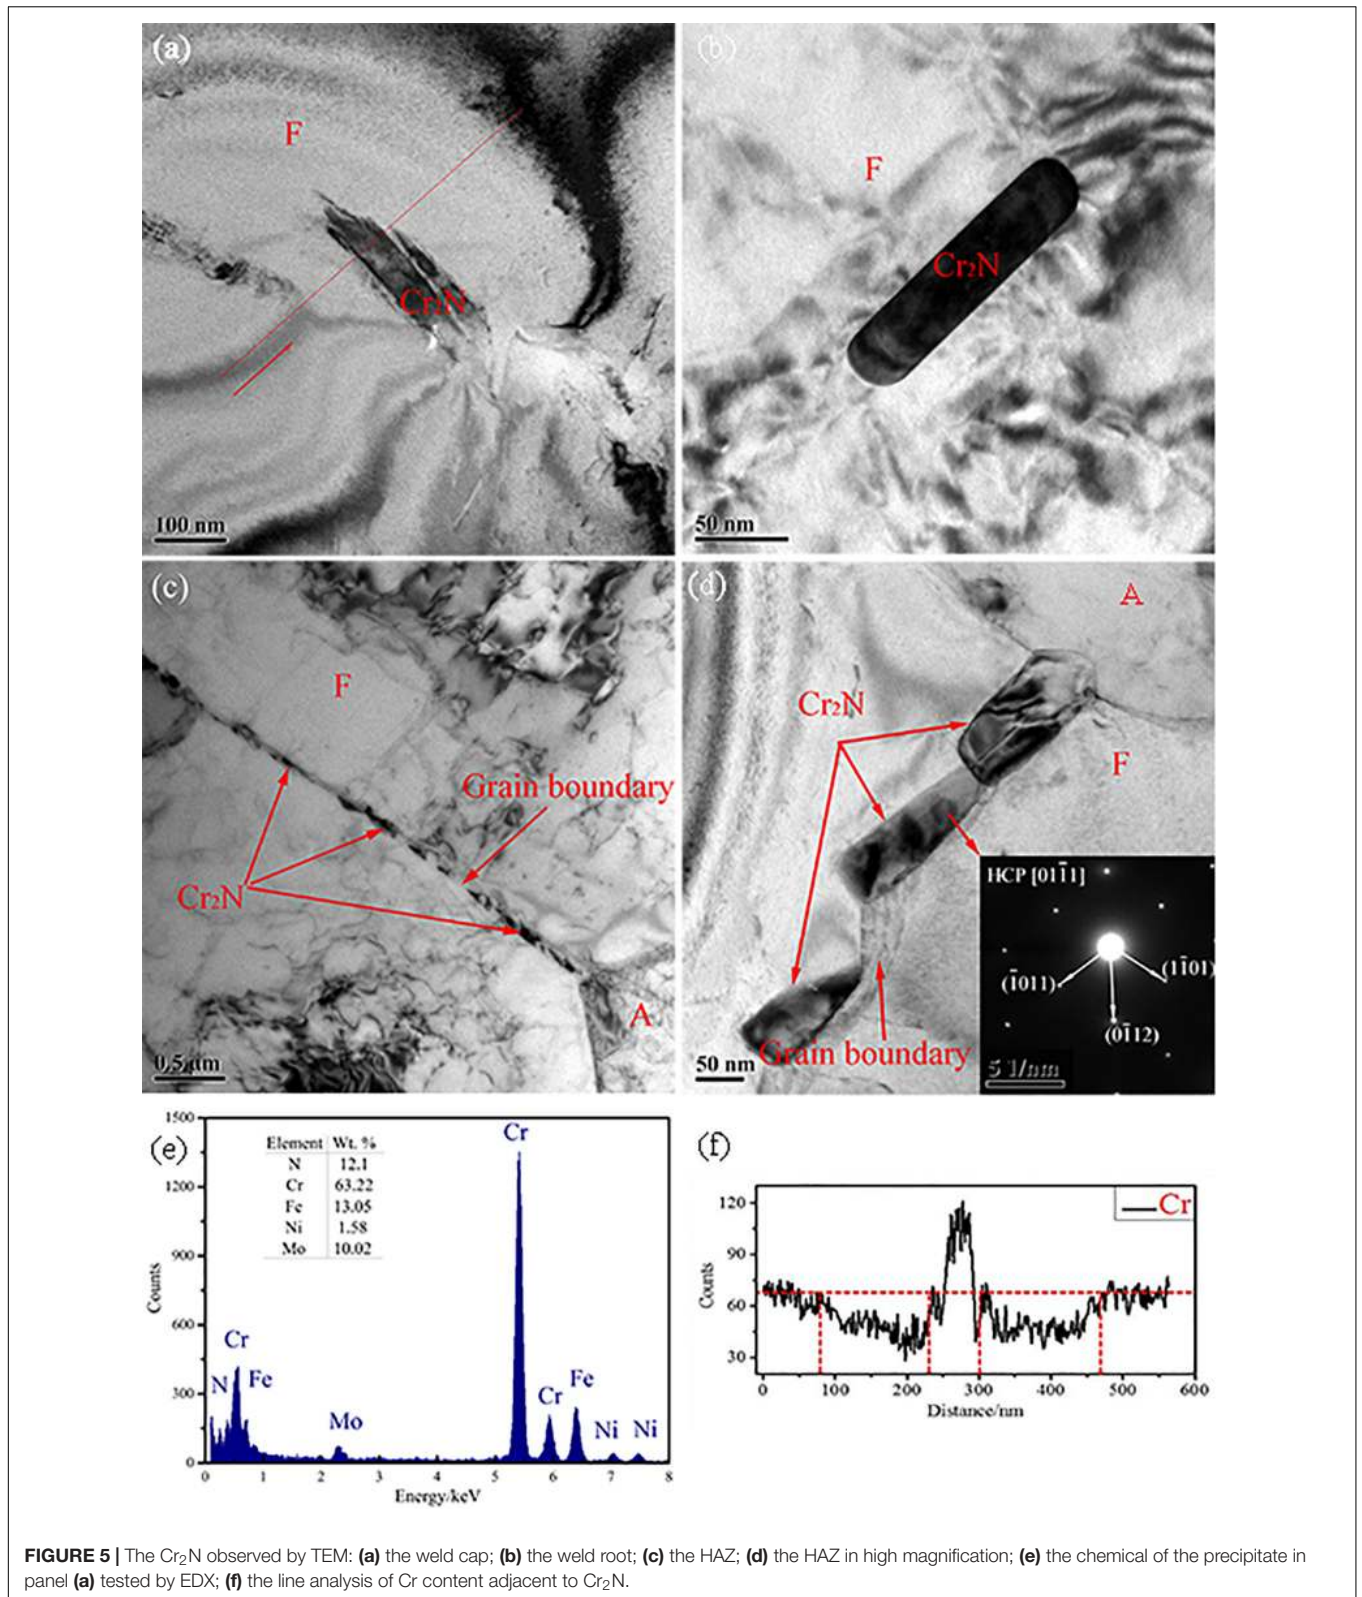 (a)
F
Cr₂N
100 nm
(b)
F
Cr₂N
50 nm
(c)
F
Grain boundary
Cr₂N
A
0.5 μm
(d)
A
Cr₂N
F
HCP [011̄1]
(1̄011)
(11̄01)
(01̄12)
5 1/nm
Grain boundary
50 nm
(e)
Element Wt. %
N 12.1
Cr 63.22
Fe 13.05
Ni 1.58
Mo 10.02
1500
1200
900
600
300
0
Counts
Cr
Cr
N
Fe
Mo
Cr
Fe
Ni
Ni
0 1 2 3 4 5 6 7 8
Energy/keV
(f)
Cr
120
90
60
30
Counts
0 100 200 300 400 500 600
Distance/nm
FIGURE 5 | The Cr₂N observed by TEM: (a) the weld cap; (b) the weld root; (c) the HAZ; (d) the HAZ in high magnification; (e) the chemical of the precipitate in
panel (a) tested by EDX; (f) the line analysis of Cr content adjacent to Cr₂N.